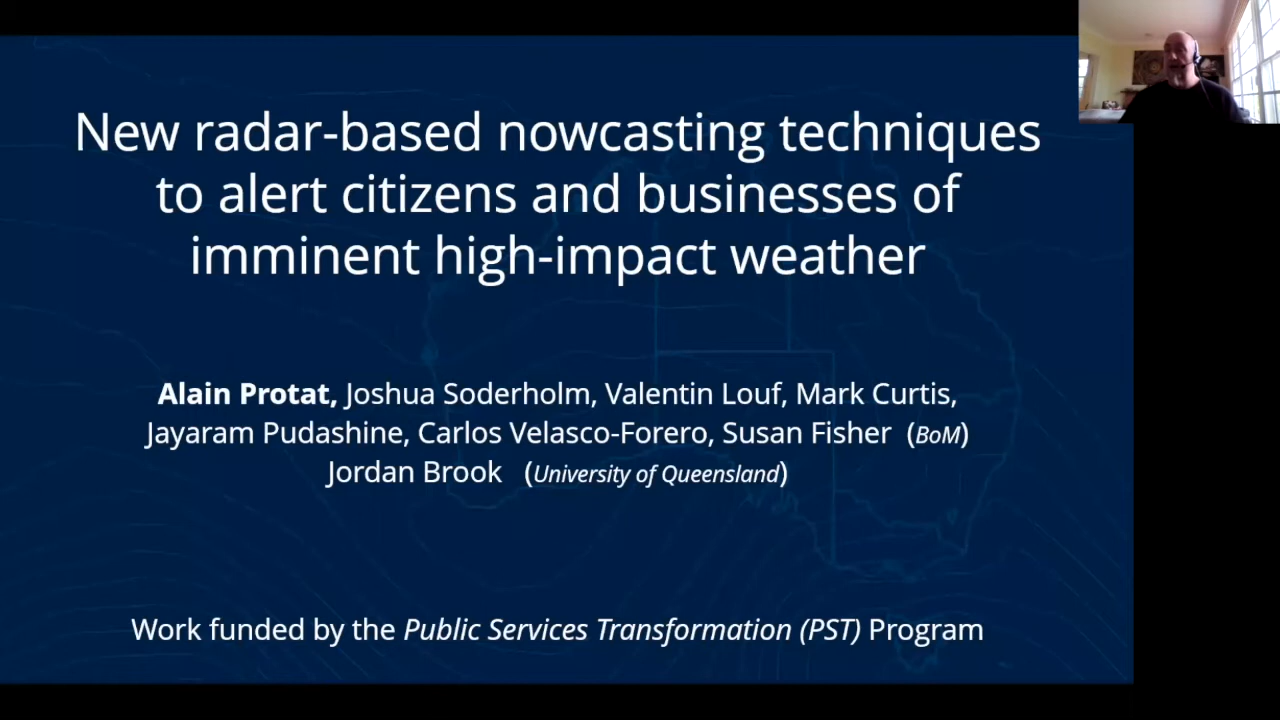 New radar-based nowcasting techniques
to alert citizens and businesses of
imminent high-impact weather
Alain Protat, Joshua Soderholm, Valentin Louf, Mark Curtis,
Jayaram Pudashine, Carlos Velasco-Forero, Susan Fisher (BoM)
Jordan Brook (University of Queensland)
Work funded by the Public Services Transformation (PST) Program